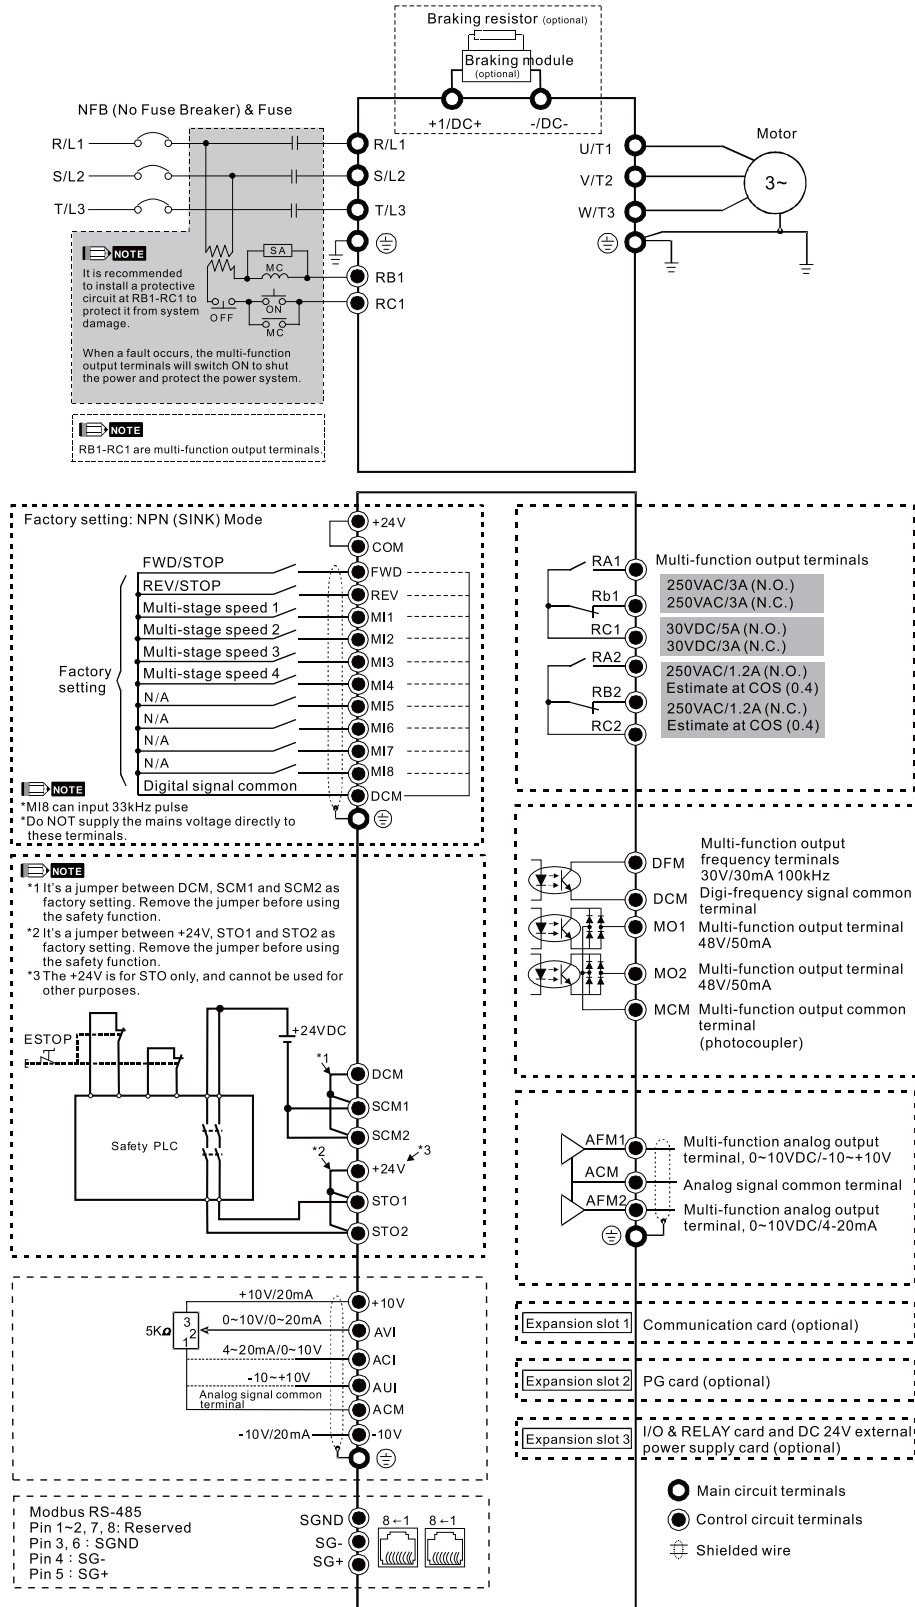 Braking resistor (optional)
Braking module
(optional)
NFB (No Fuse Breaker) & Fuse
+1/DC+
-/DC-
R/L1
R/L1
S/L2
S/L2
T/L3
T/L3
U/T1
V/T2
W/T3
Motor
3~
NOTE
It is recommended
to install a protective
circuit at RB1-RC1 to
protect it from system
damage.
When a fault occurs, the multi-function
output terminals will switch ON to shut
the power and protect the power system.
SA
MC
ON
OFF
MC
RB1
RC1
NOTE
RB1-RC1 are multi-function output terminals.
Factory setting: NPN (SINK) Mode
+24V
COM
FWD/STOP
FWD
REV/STOP
REV
Multi-stage speed 1
MI1
Multi-stage speed 2
MI2
Multi-stage speed 3
MI3
Multi-stage speed 4
MI4
N/A
MI5
N/A
MI6
N/A
MI7
N/A
MI8
Digital signal common
DCM
Factory
setting
NOTE
*MI8 can input 33kHz pulse
*Do NOT supply the mains voltage directly to
these terminals.
RA1
Rb1
RC1
RA2
RB2
RC2
Multi-function output terminals
250VAC/3A (N.O.)
250VAC/3A (N.C.)
30VDC/5A (N.O.)
30VDC/3A (N.C.)
250VAC/1.2A (N.O.)
Estimate at COS (0.4)
250VAC/1.2A (N.C.)
Estimate at COS (0.4)
NOTE
*1 It's a jumper between DCM, SCM1 and SCM2 as
factory setting. Remove the jumper before using
the safety function.
*2 It's a jumper between +24V, STO1 and STO2 as
factory setting. Remove the jumper before using
the safety function.
*3 The +24V is for STO only, and cannot be used for
other purposes.
ESTOP
+24VDC
Safety PLC
*1
DCM
SCM1
SCM2
*2
+24V
*3
STO1
STO2
DFM
Multi-function output
frequency terminals
30V/30mA 100kHz
DCM
Digi-frequency signal common
terminal
MO1
Multi-function output terminal
48V/50mA
MO2
Multi-function output terminal
48V/50mA
MCM
Multi-function output common
terminal
(photocoupler)
AFM1
Multi-function analog output
terminal, 0~10VDC/-10~+10V
ACM
Analog signal common terminal
AFM2
Multi-function analog output
terminal, 0~10VDC/4-20mA
+10V/20mA
+10V
5KΩ
3
2
1
0~10V/0~20mA
AVI
4~20mA/0~10V
ACI
-10~+10V
AUI
Analog signal common
terminal
ACM
-10V/20mA
-10V
Expansion slot 1
Communication card (optional)
Expansion slot 2
PG card (optional)
Expansion slot 3
I/O & RELAY card and DC 24V external
power supply card (optional)
Modbus RS-485
Pin 1~2, 7, 8: Reserved
Pin 3, 6 : SGND
Pin 4 : SG-
Pin 5 : SG+
SGND
SG-
SG+
8←1
8←1
Main circuit terminals
Control circuit terminals
Shielded wire